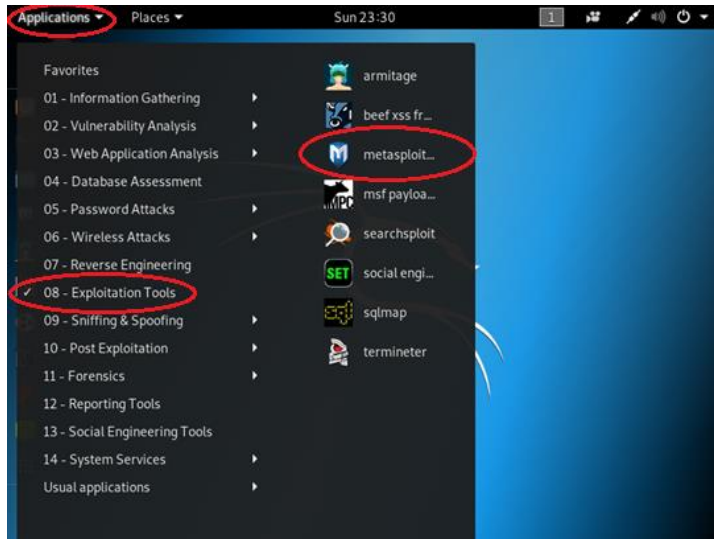 Applications Places Sun 23:30 1
Favorites
01 - Information Gathering
02 - Vulnerability Analysis
03 - Web Application Analysis
04 - Database Assessment
05 - Password Attacks
06 - Wireless Attacks
07 - Reverse Engineering
08 - Exploitation Tools
09 - Sniffing & Spoofing
10 - Post Exploitation
11 - Forensics
12 - Reporting Tools
13 - Social Engineering Tools
14 - System Services
Usual applications
armitage
beef xss fr...
M metasploit...
MPC msf payloa...
searchsploit
SET social engi...
sql sqlmap
termineter